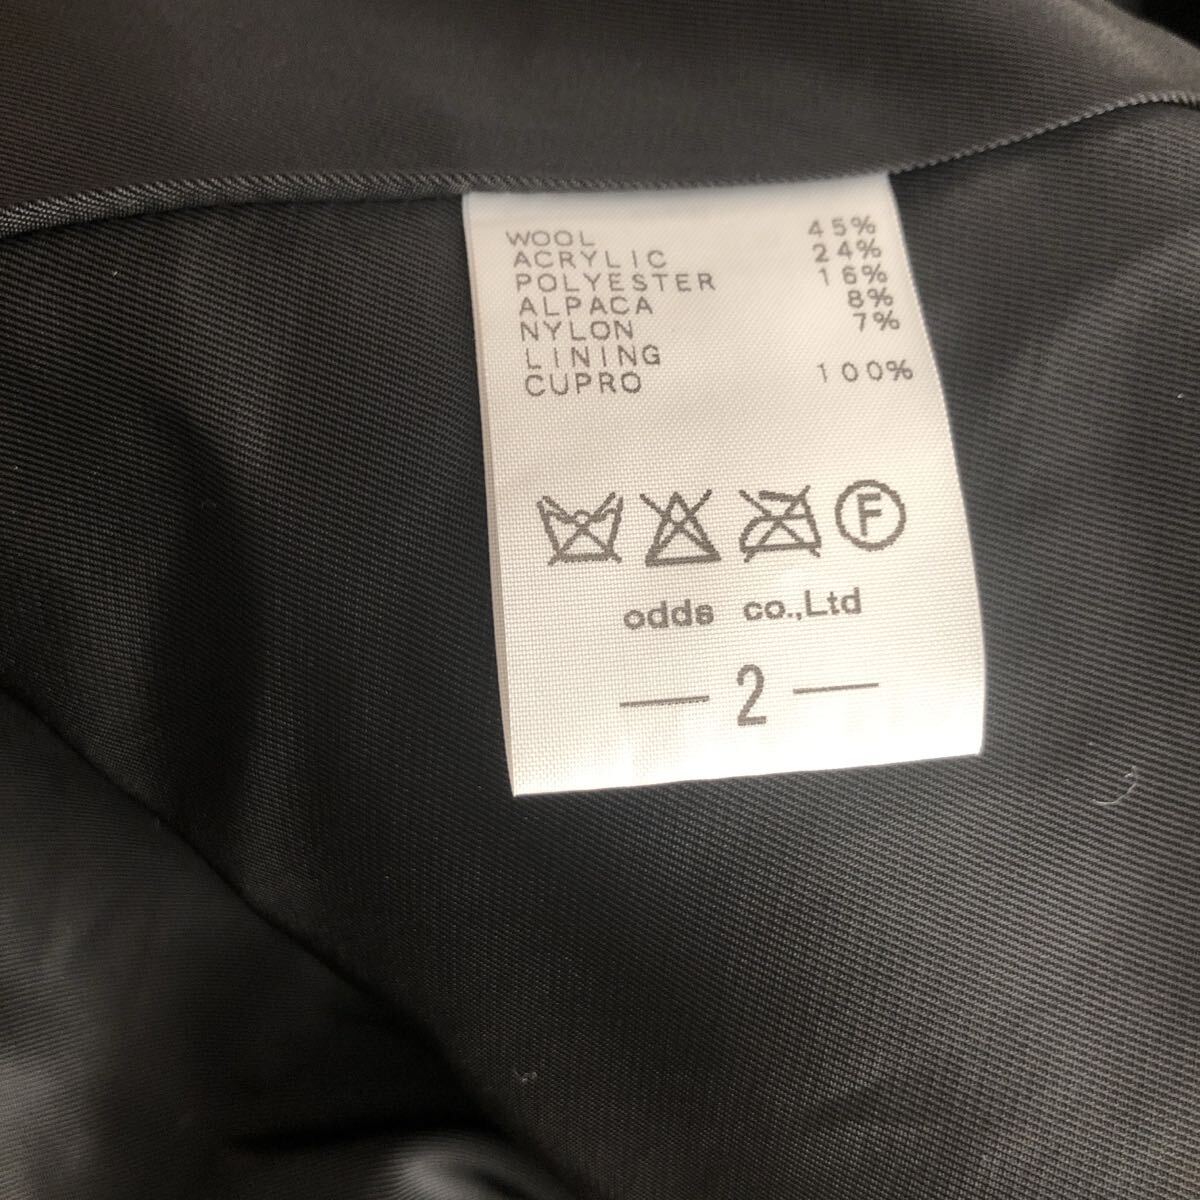 WOOL 45%
ACRYLIC 24%
POLYESTER 16%
ALPACA 8%
NYLON 7%
LINING
CUPRO 100%
F
odds co.,Ltd
— 2 —